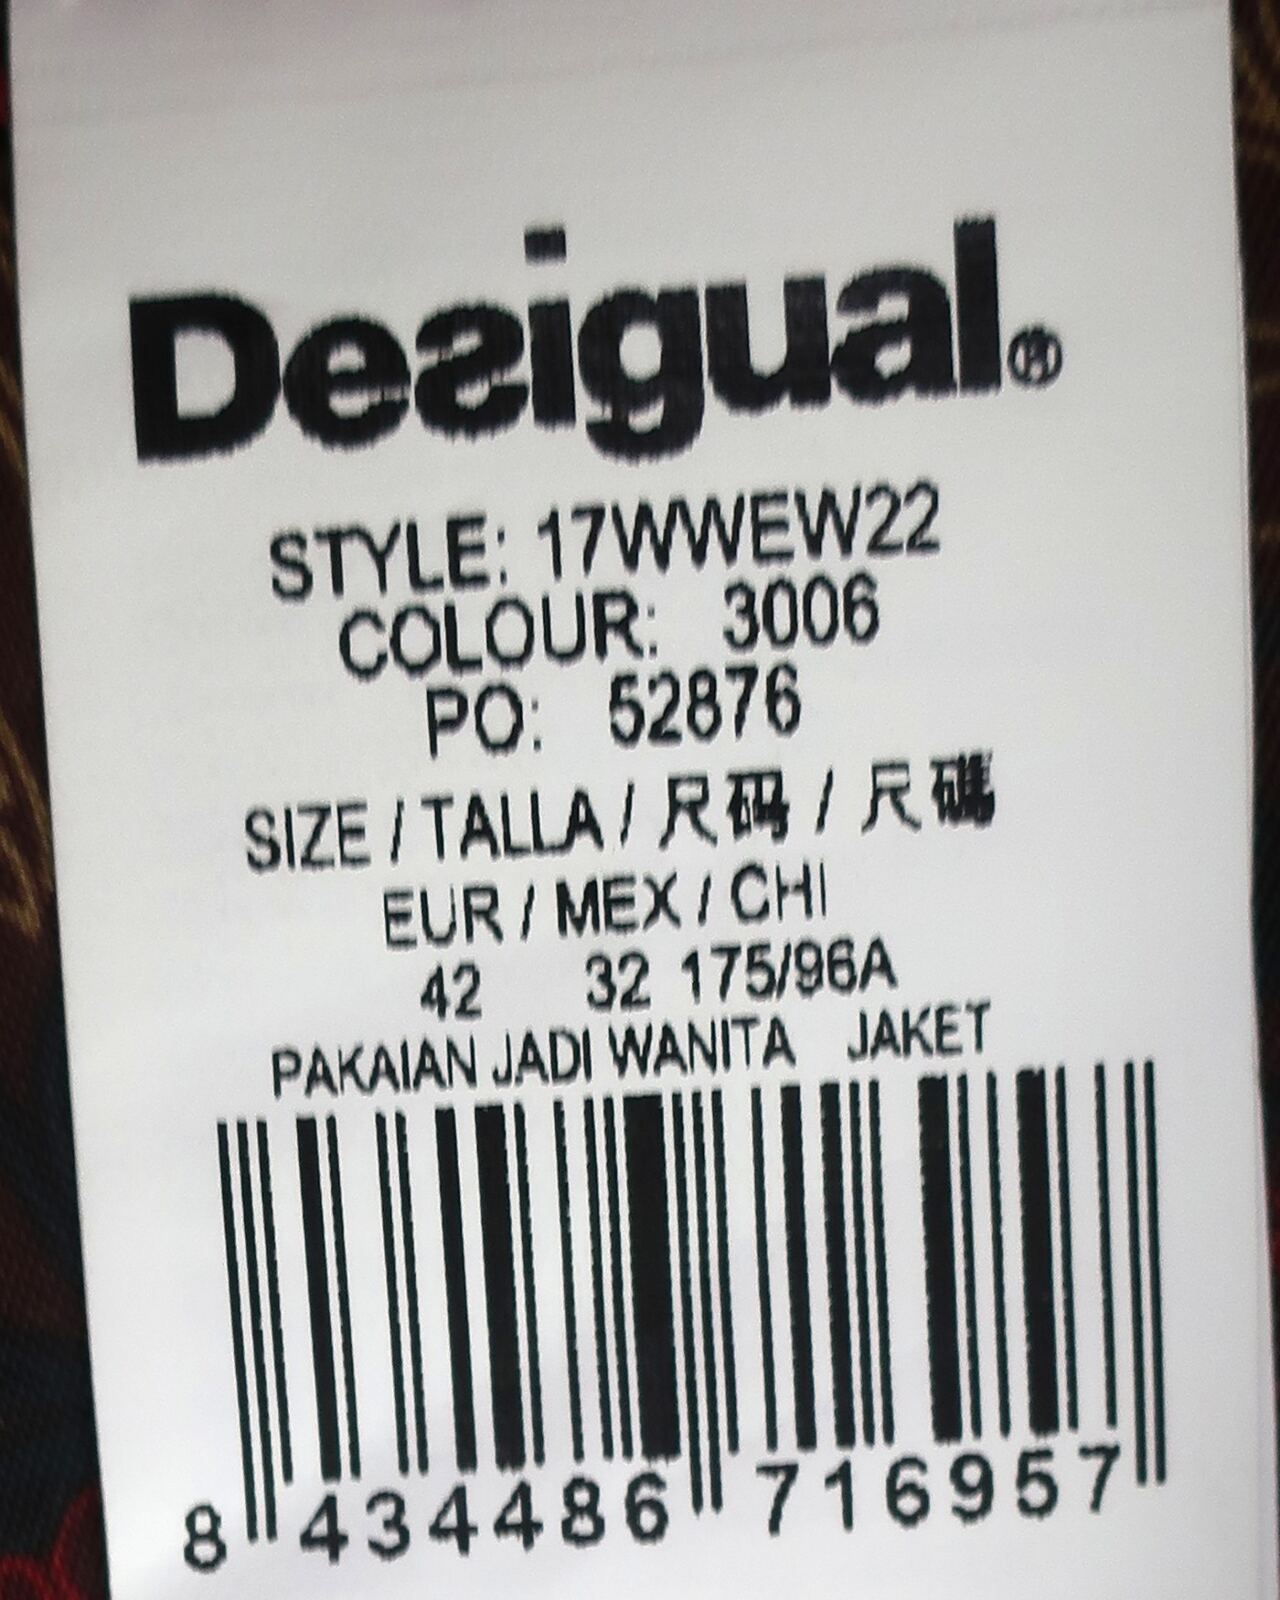 Desigual®
STYLE: 17WWEW22
COLOUR: 3006
PO: 52876
SIZE / TALLA / 尺码 / 尺碼
EUR / MEX / CHI
42 32 175/96A
PAKAIAN JADI WANITA JAKET
8 434486 716957